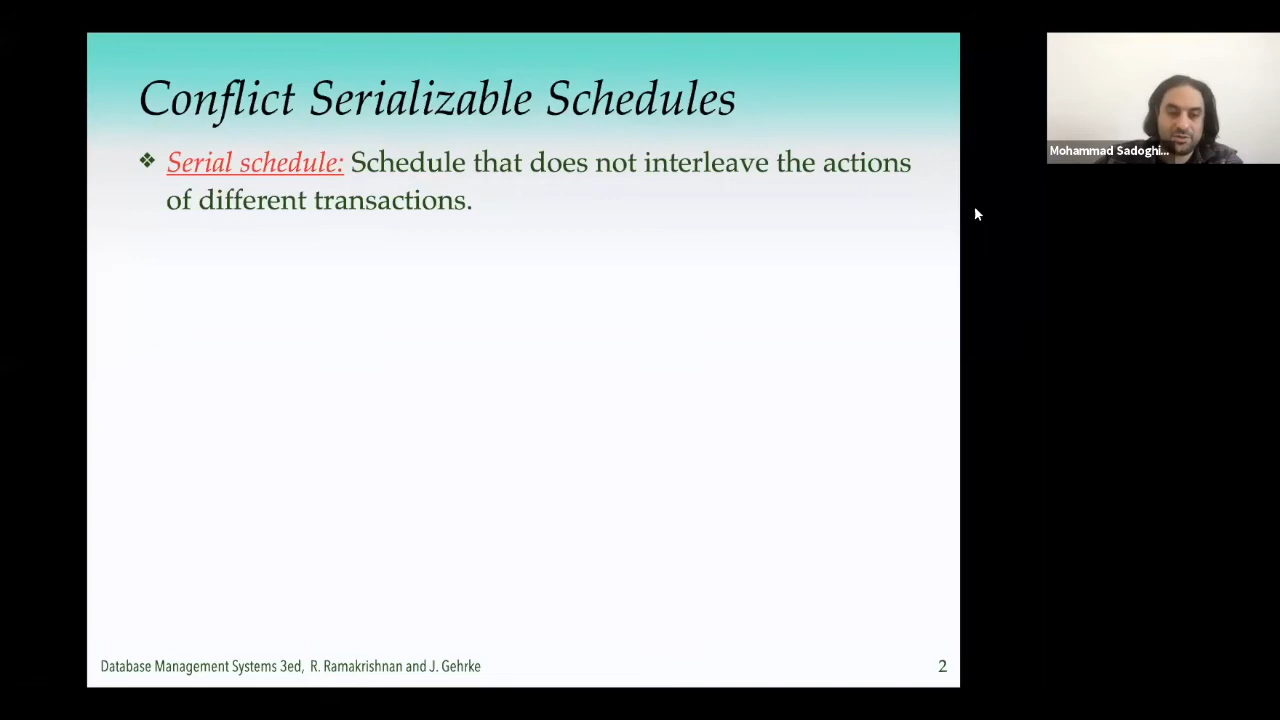 Conflict Serializable Schedules
❖ Serial schedule: Schedule that does not interleave the actions
of different transactions.
Mohammad Sadoghi...
Database Management Systems 3ed, R. Ramakrishnan and J. Gehrke
2